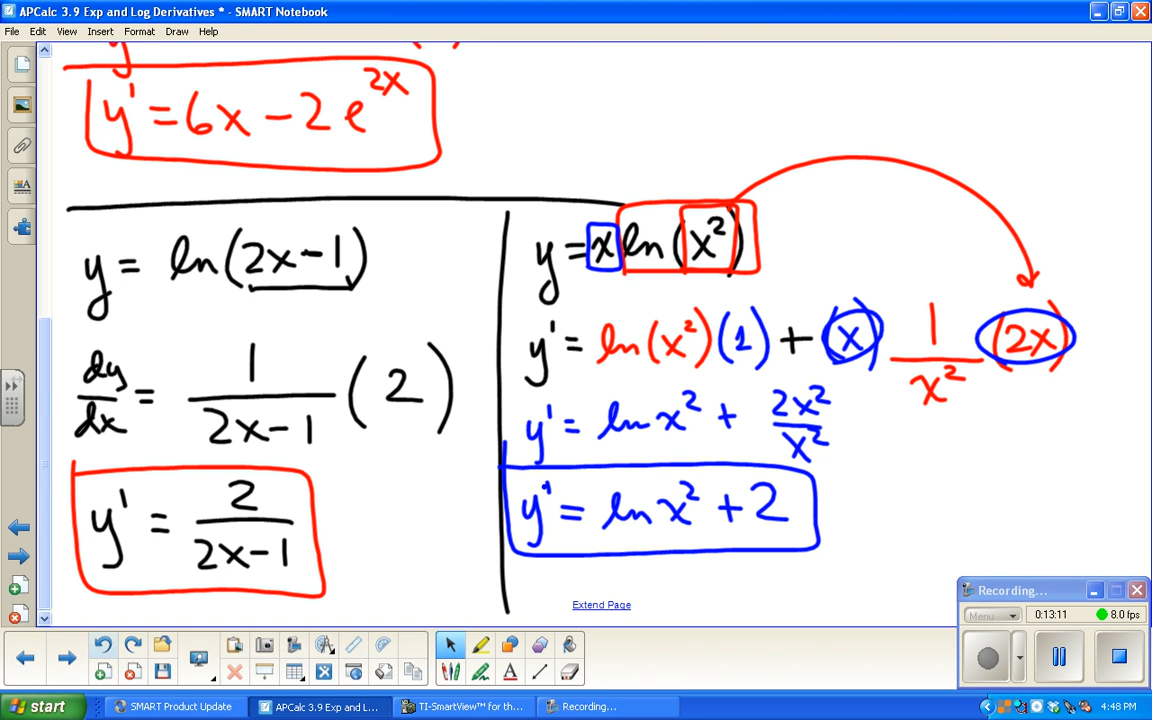 APCalc 3.9 Exp and Log Derivatives * - SMART Notebook
File Edit View Insert Format Draw Help
y' = 6x - 2e^{2x}
y = ln(2x-1)
dy/dx = 1/(2x-1) (2)
y' = 2/(2x-1)
y = x ln(x²)
y' = ln(x²)(1) + (x) 1/x² (2x)
y' = ln x² + 2x²/x²
y' = ln x² + 2
Extend Page
Recording...
Menu 0:13:11 8.0 fps
start SMART Product Update APCalc 3.9 Exp and L... TI-SmartView™ for th... Recording... 4:48 PM